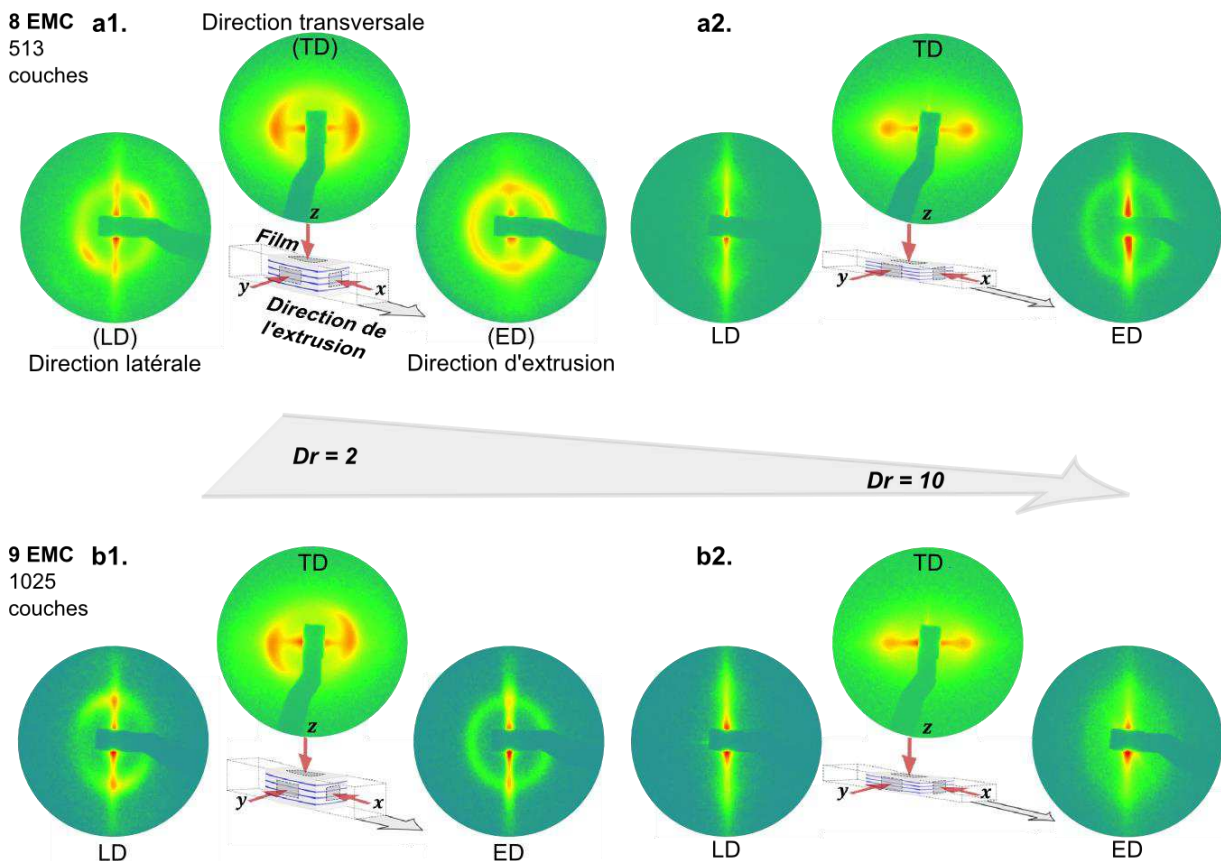 8 EMC
513
couches
a1.
Direction transversale
(TD)
z
Film
y
x
Direction de
l'extrusion
(LD)
Direction latérale
(ED)
Direction d'extrusion
a2.
TD
z
y
x
LD
ED
Dr = 2
Dr = 10
9 EMC
1025
couches
b1.
TD
z
y
x
LD
ED
b2.
TD
z
y
x
LD
ED